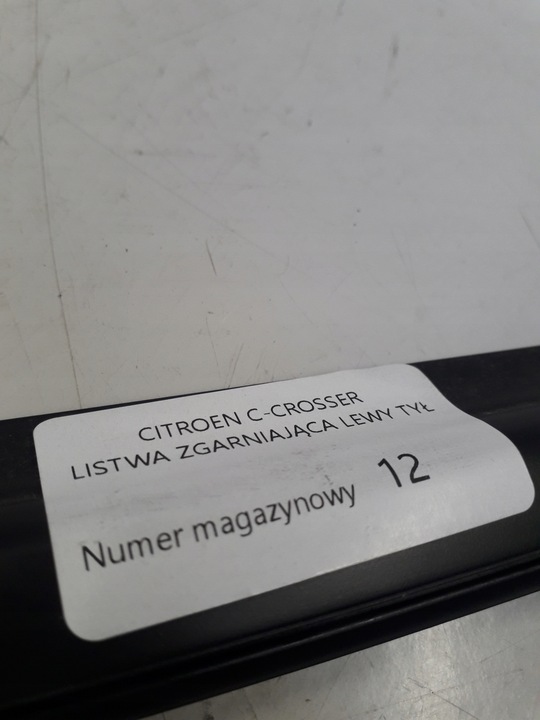 CITROEN C-CROSSER
LISTWA ZGARNIAJĄCA LEWY TYŁ
Numer magazynowy 12